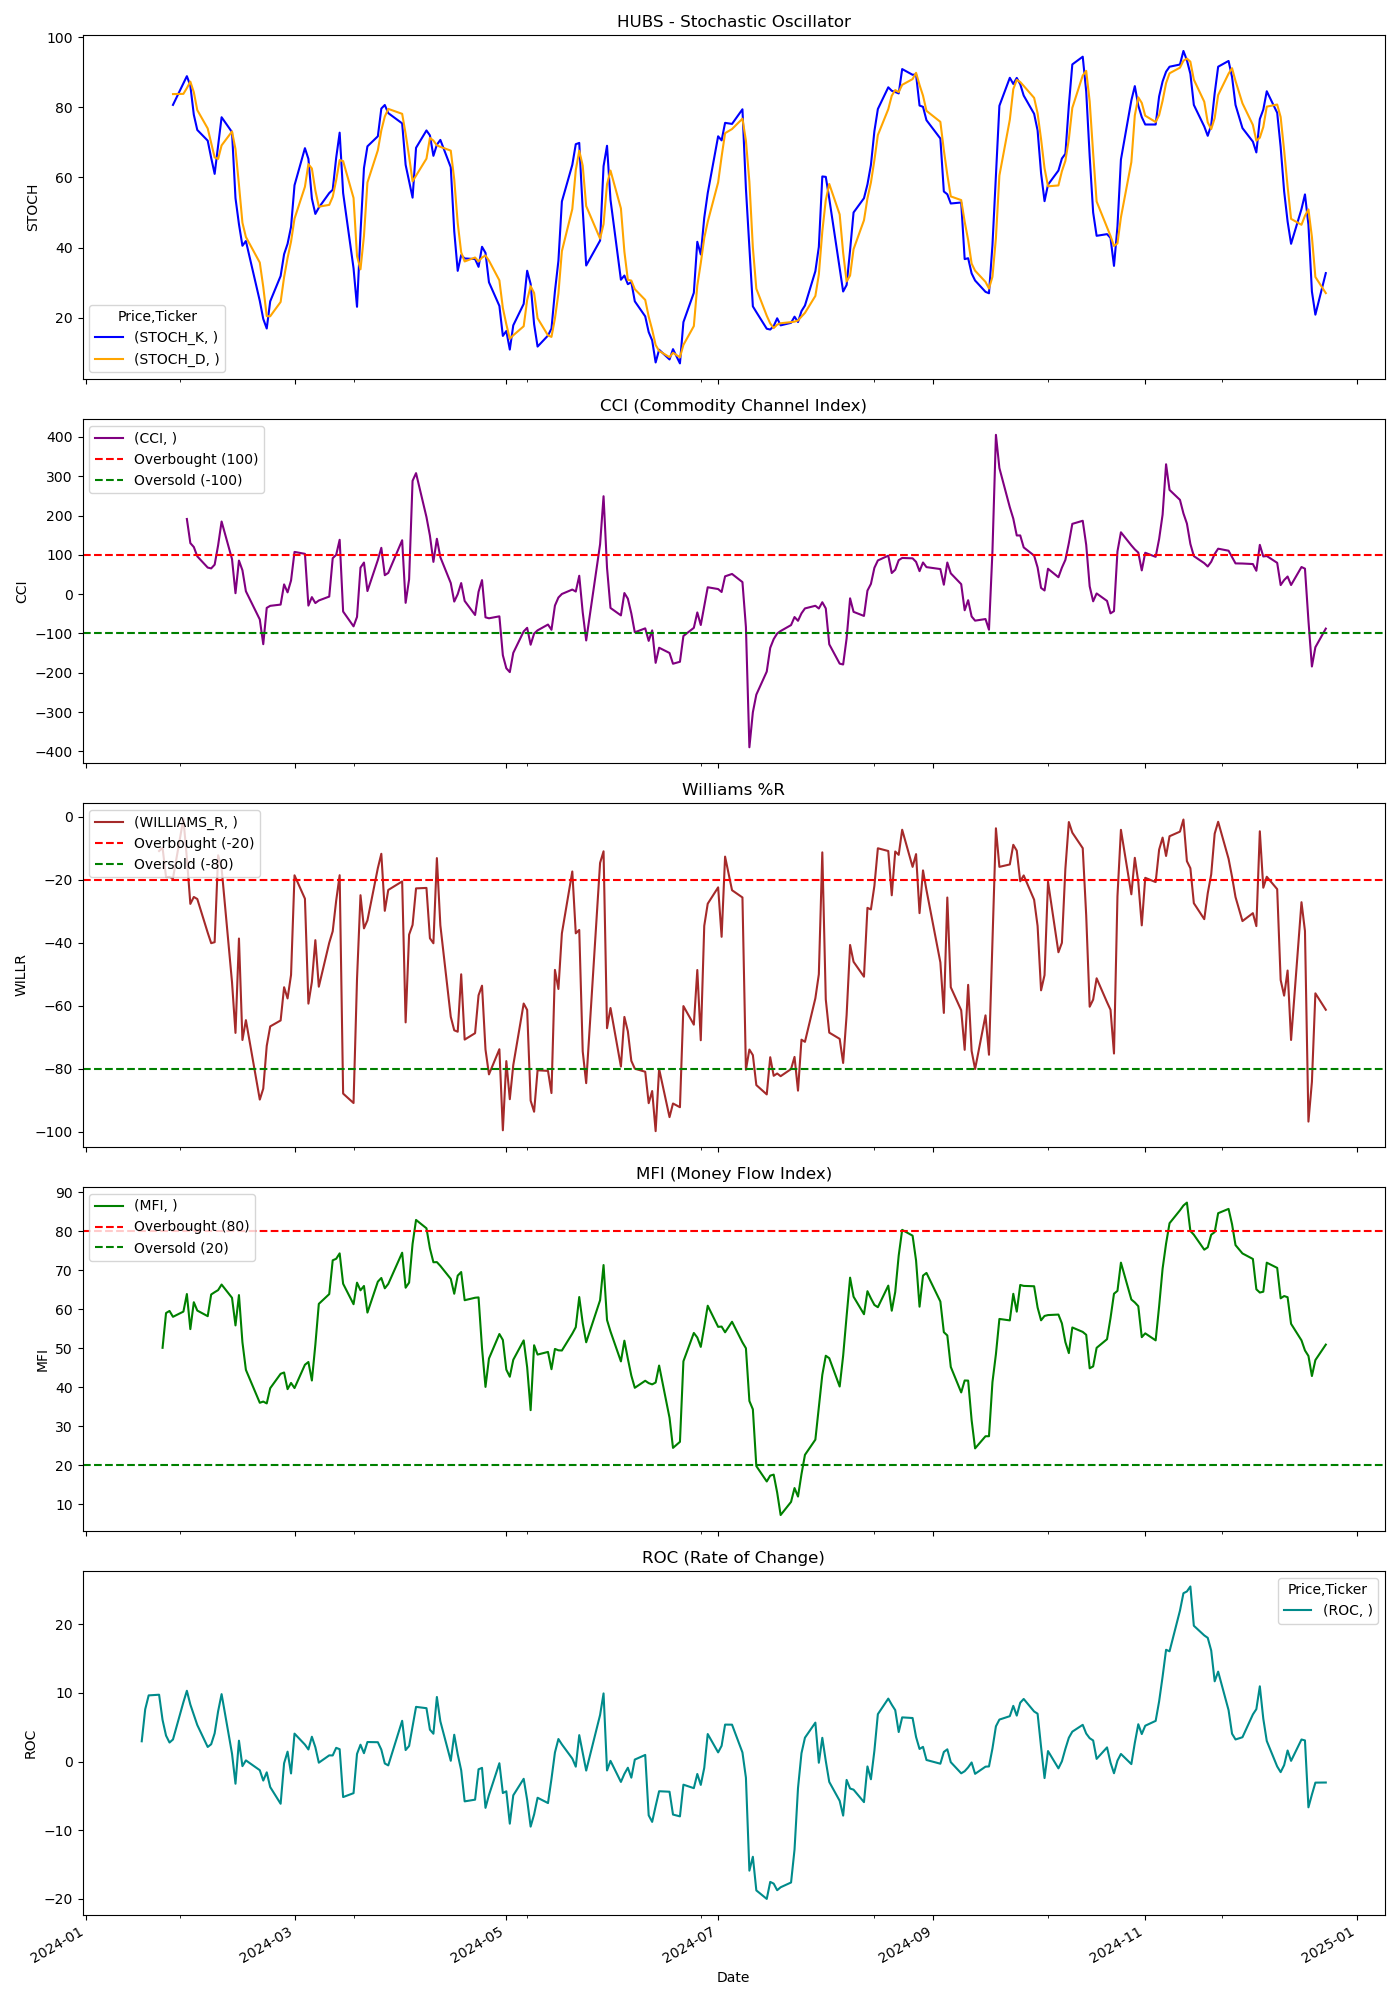 HUBS - Stochastic Oscillator
100
80
60
40
20
STOCH
Price,Ticker
(STOCH_K, )
(STOCH_D, )
CCI (Commodity Channel Index)
400
300
200
100
0
−100
−200
−300
−400
CCI
(CCI, )
Overbought (100)
Oversold (-100)
Williams %R
0
−20
−40
−60
−80
−100
WILLR
(WILLIAMS_R, )
Overbought (-20)
Oversold (-80)
MFI (Money Flow Index)
90
80
70
60
50
40
30
20
10
MFI
(MFI, )
Overbought (80)
Oversold (20)
ROC (Rate of Change)
20
10
0
−10
−20
ROC
Price,Ticker
(ROC, )
2024-01
2024-03
2024-05
2024-07
2024-09
2024-11
2025-01
Date